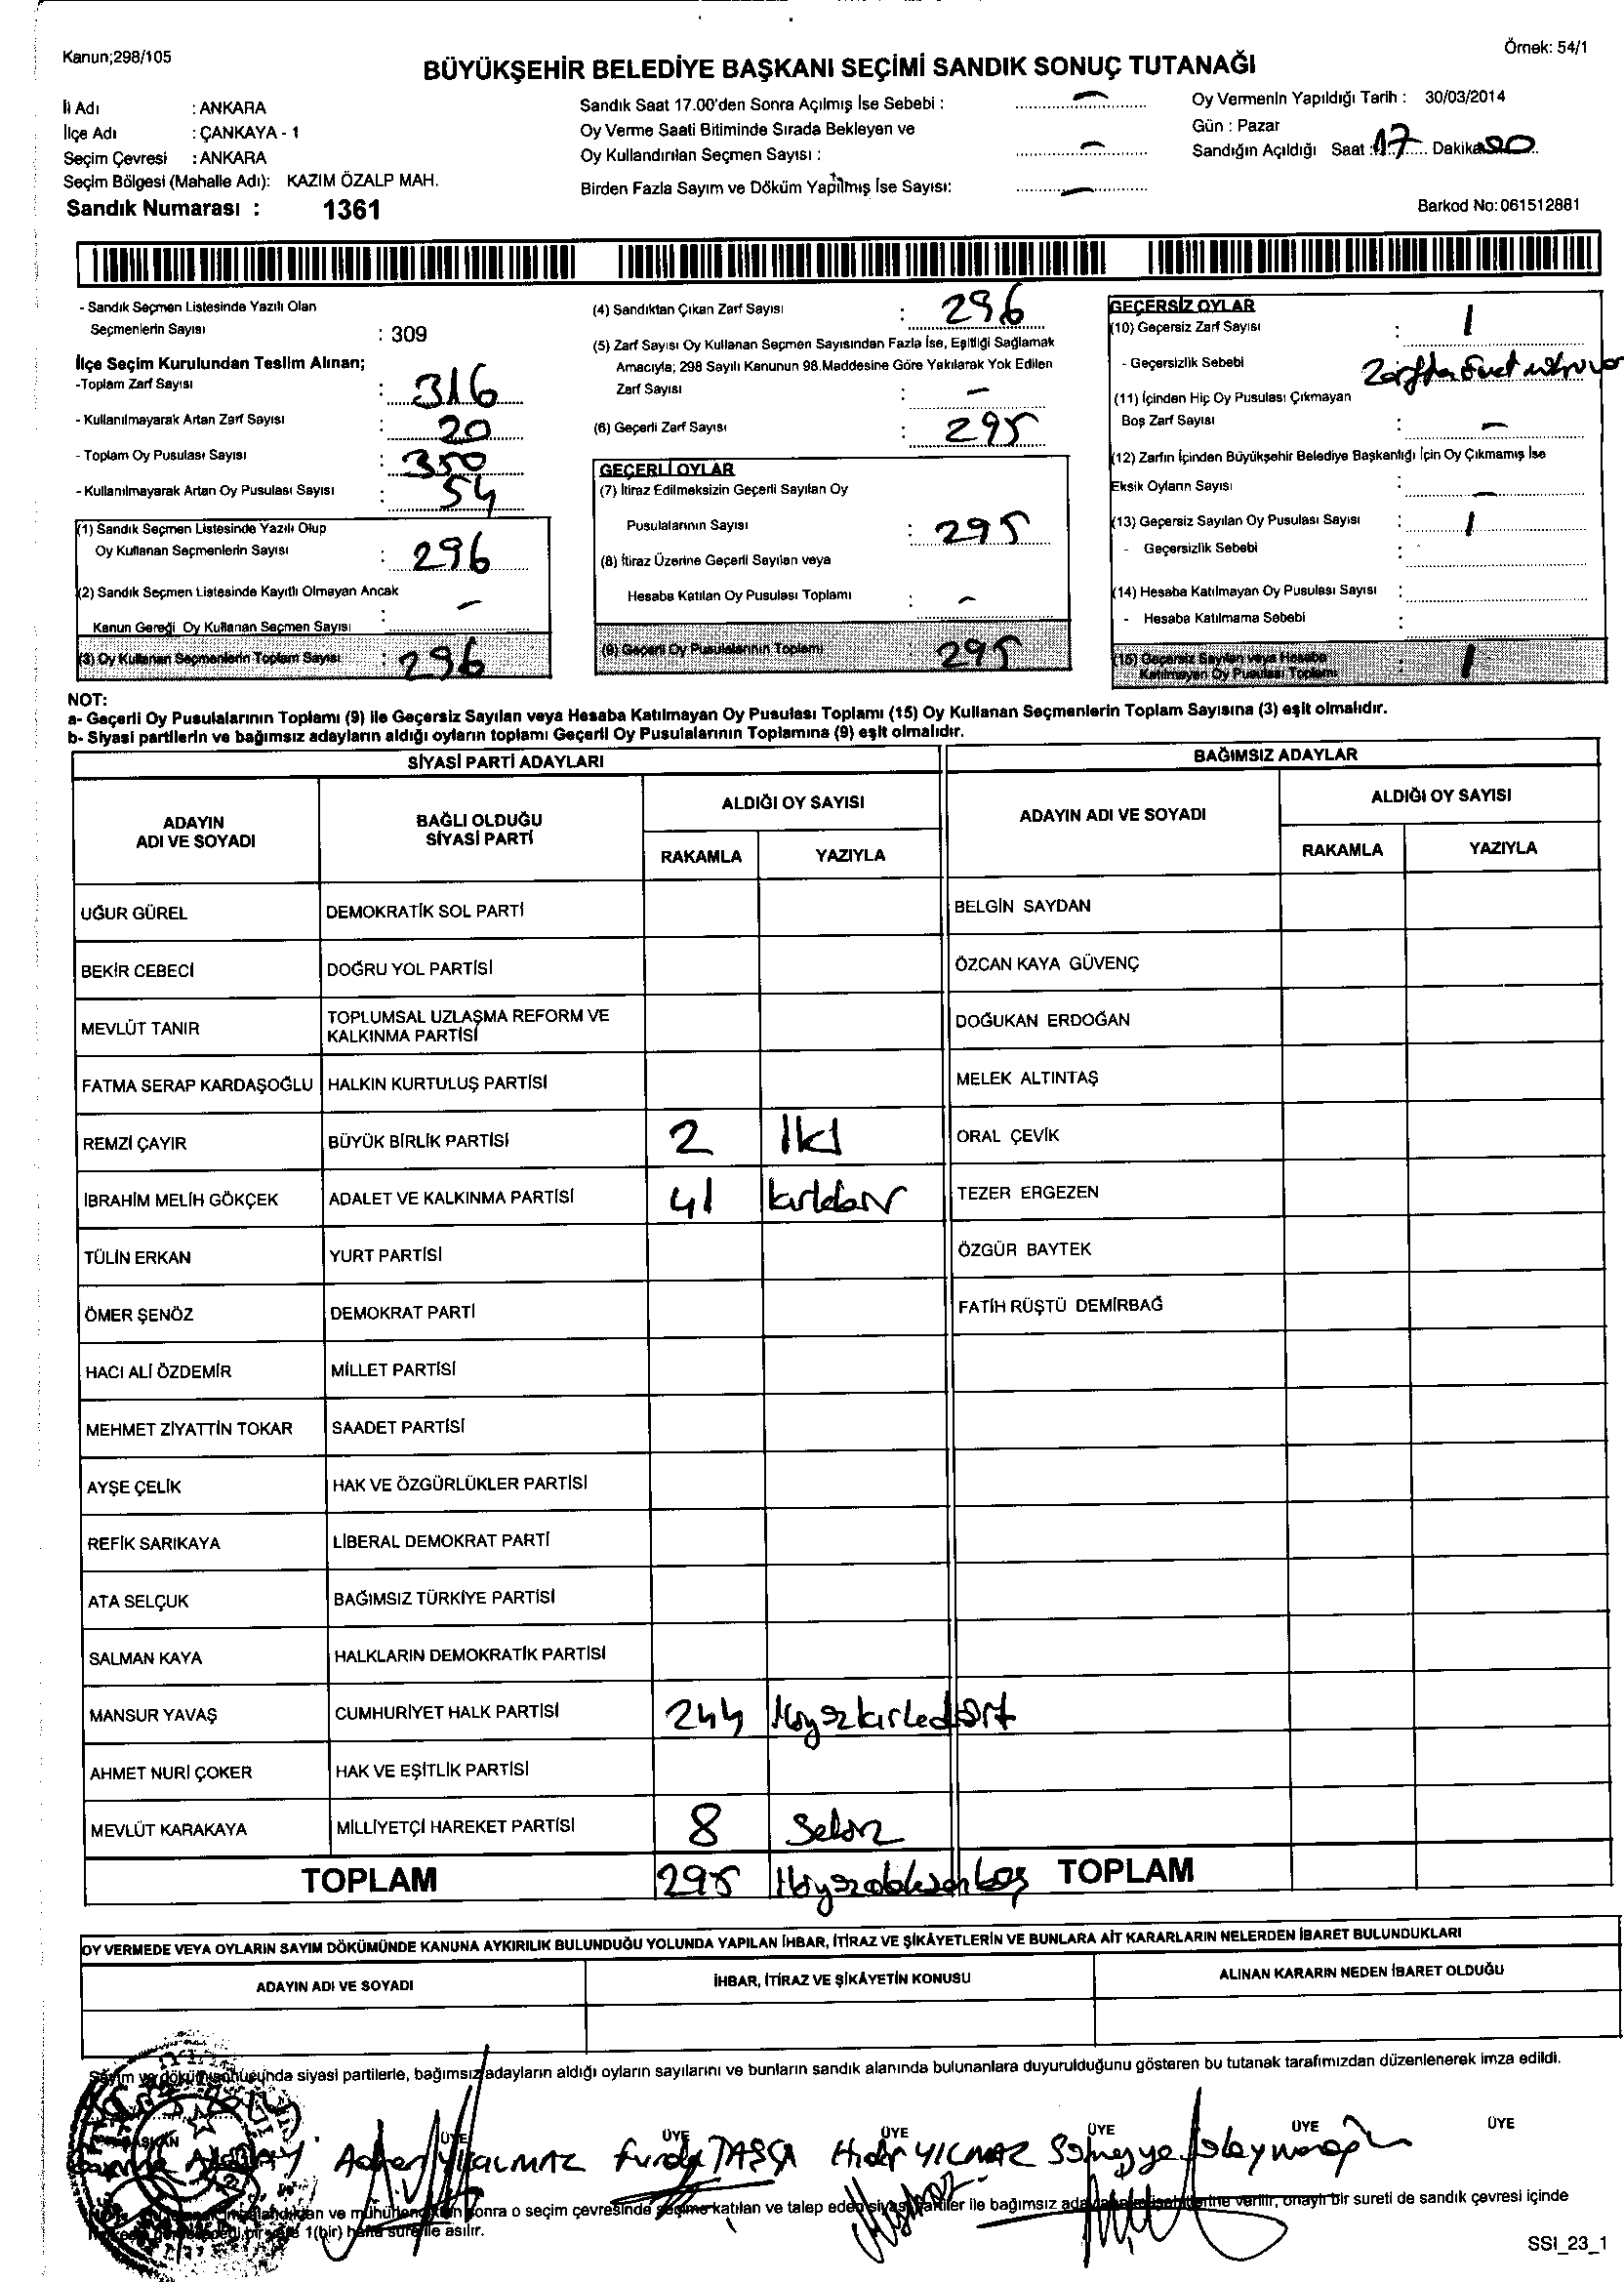 Kanun;298/105
Örnek: 54/1
BÜYÜKŞEHİR BELEDİYE BAŞKANI SEÇİMİ SANDIK SONUÇ TUTANAĞI
İl Adı : ANKARA
İlçe Adı : ÇANKAYA - 1
Seçim Çevresi : ANKARA
Seçim Bölgesi (Mahalle Adı): KAZIM ÖZALP MAH.
Sandık Numarası : 1361
Sandık Saat 17.00'den Sonra Açılmış İse Sebebi : –
Oy Verme Saati Bitiminde Sırada Bekleyen ve
Oy Kullandırılan Seçmen Sayısı : –
Birden Fazla Sayım ve Döküm Yapılmış İse Sayısı: –
Oy Vermenin Yapıldığı Tarih : 30/03/2014
Gün : Pazar
Sandığın Açıldığı Saat : 17 Dakika
Barkod No:061512881
- Sandık Seçmen Listesinde Yazılı Olan
Seçmenlerin Sayısı : 309
İlçe Seçim Kurulundan Teslim Alınan;
-Toplam Zarf Sayısı : 316
- Kullanılmayarak Artan Zarf Sayısı : 20
- Toplam Oy Pusulası Sayısı : 350
- Kullanılmayarak Artan Oy Pusulası Sayısı : 54
(1) Sandık Seçmen Listesinde Yazılı Olup
Oy Kullanan Seçmenlerin Sayısı : 296
(2) Sandık Seçmen Listesinde Kayıtlı Olmayan Ancak
Kanun Gereği Oy Kullanan Seçmen Sayısı : –
(3) Oy Kullanan Seçmenlerin Toplam Sayısı : 296
(4) Sandıktan Çıkan Zarf Sayısı : 296
(5) Zarf Sayısı Oy Kullanan Seçmen Sayısından Fazla İse, Eşitliği Sağlamak
Amacıyla; 298 Sayılı Kanunun 98.Maddesine Göre Yakılarak Yok Edilen
Zarf Sayısı : –
(6) Geçerli Zarf Sayısı : 295
GEÇERLİ OYLAR
(7) İtiraz Edilmeksizin Geçerli Sayılan Oy
Pusulalarının Sayısı : 295
(8) İtiraz Üzerine Geçerli Sayılan veya
Hesaba Katılan Oy Pusulası Toplamı : –
(9) Geçerli Oy Pusulalarının Toplamı 295
GEÇERSİZ OYLAR
(10) Geçersiz Zarf Sayısı : 1
- Geçersizlik Sebebi : Zarfta
(11) İçinden Hiç Oy Pusulası Çıkmayan
Boş Zarf Sayısı : –
(12) Zarfın İçinden Büyükşehir Belediye Başkanlığı İçin Oy Çıkmamış İse
Eksik Oyların Sayısı : –
(13) Geçersiz Sayılan Oy Pusulası Sayısı : 1
- Geçersizlik Sebebi :
(14) Hesaba Katılmayan Oy Pusulası Sayısı :
- Hesaba Katılmama Sebebi :
(15) Geçersiz Sayılan veya Hesaba
Katılmayan Oy Pusulası Toplamı : 1
NOT:
a- Geçerli Oy Pusulalarının Toplamı (9) ile Geçersiz Sayılan veya Hesaba Katılmayan Oy Pusulası Toplamı (15) Oy Kullanan Seçmenlerin Toplam Sayısına (3) eşit olmalıdır.
b- Siyasi partilerin ve bağımsız adayların aldığı oyların toplamı Geçerli Oy Pusulalarının Toplamına (9) eşit olmalıdır.
SİYASİ PARTİ ADAYLARI
BAĞIMSIZ ADAYLAR
ADAYIN
ADI VE SOYADI
BAĞLI OLDUĞU
SİYASİ PARTİ
ALDIĞI OY SAYISI
RAKAMLA YAZIYLA
ADAYIN ADI VE SOYADI
ALDIĞI OY SAYISI
RAKAMLA YAZIYLA
UĞUR GÜREL DEMOKRATİK SOL PARTİ
BELGİN SAYDAN
BEKİR CEBECİ DOĞRU YOL PARTİSİ
ÖZCAN KAYA GÜVENÇ
MEVLÜT TANIR TOPLUMSAL UZLAŞMA REFORM VE
KALKINMA PARTİSİ
DOĞUKAN ERDOĞAN
FATMA SERAP KARDAŞOĞLU HALKIN KURTULUŞ PARTİSİ
MELEK ALTINTAŞ
REMZİ ÇAYIR BÜYÜK BİRLİK PARTİSİ 2 İki
ORAL ÇEVİK
İBRAHİM MELİH GÖKÇEK ADALET VE KALKINMA PARTİSİ 41 kırkbir
TEZER ERGEZEN
TÜLİN ERKAN YURT PARTİSİ
ÖZGÜR BAYTEK
ÖMER ŞENÖZ DEMOKRAT PARTİ
FATİH RÜŞTÜ DEMİRBAĞ
HACI ALİ ÖZDEMİR MİLLET PARTİSİ
MEHMET ZİYATTİN TOKAR SAADET PARTİSİ
AYŞE ÇELİK HAK VE ÖZGÜRLÜKLER PARTİSİ
REFİK SARIKAYA LİBERAL DEMOKRAT PARTİ
ATA SELÇUK BAĞIMSIZ TÜRKİYE PARTİSİ
SALMAN KAYA HALKLARIN DEMOKRATİK PARTİSİ
MANSUR YAVAŞ CUMHURİYET HALK PARTİSİ 244 İkiyüzkırkdört
AHMET NURİ ÇOKER HAK VE EŞİTLİK PARTİSİ
MEVLÜT KARAKAYA MİLLİYETÇİ HAREKET PARTİSİ 8 Sekiz
TOPLAM 295 İkiyüzdoksanbeş TOPLAM
OY VERMEDE VEYA OYLARIN SAYIM DÖKÜMÜNDE KANUNA AYKIRILIK BULUNDUĞU YOLUNDA YAPILAN İHBAR, İTİRAZ VE ŞİKÂYETLERİN VE BUNLARA AİT KARARLARIN NELERDEN İBARET BULUNDUKLARI
ADAYIN ADI VE SOYADI İHBAR, İTİRAZ VE ŞİKÂYETİN KONUSU ALINAN KARARIN NEDEN İBARET OLDUĞU
Sayım ve dökümü sonucunda siyasi partilerle, bağımsız adayların aldığı oyların sayılarını ve bunların sandık alanında bulunanlara duyurulduğunu gösteren bu tutanak tarafımızdan düzenlenerek imza edildi.
BAŞKAN ÜYE ÜYE ÜYE ÜYE ÜYE ÜYE
YILMAZ Funda TAŞÇI Hıdır YILMAZ Sümeyye
ve mühürlendikten sonra o seçim çevresinde seçime katılan ve talep eden siyasi partiler ile bağımsız verilir, onaylı bir sureti de sandık çevresi içinde
1(bir) hafta süre ile asılır.
SSI_23_1